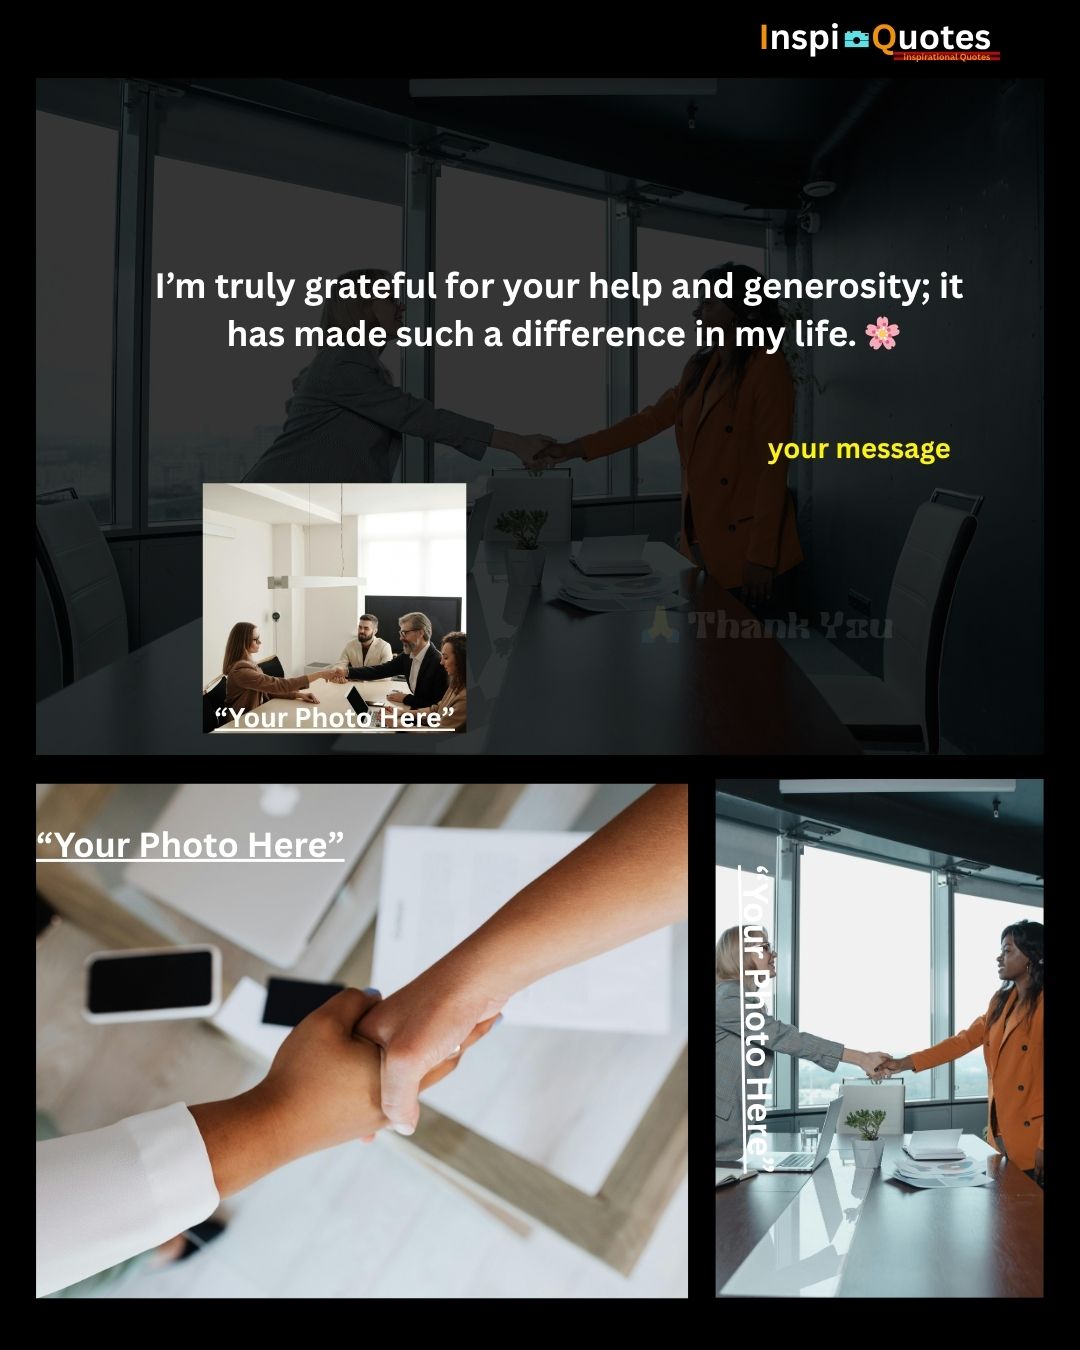 Inspi Quotes
Inspirational Quotes
I’m truly grateful for your help and generosity; it
has made such a difference in my life. 🌸
your message
🙏 Thank You
“Your Photo Here”
“Your Photo Here”
“Your Photo Here”